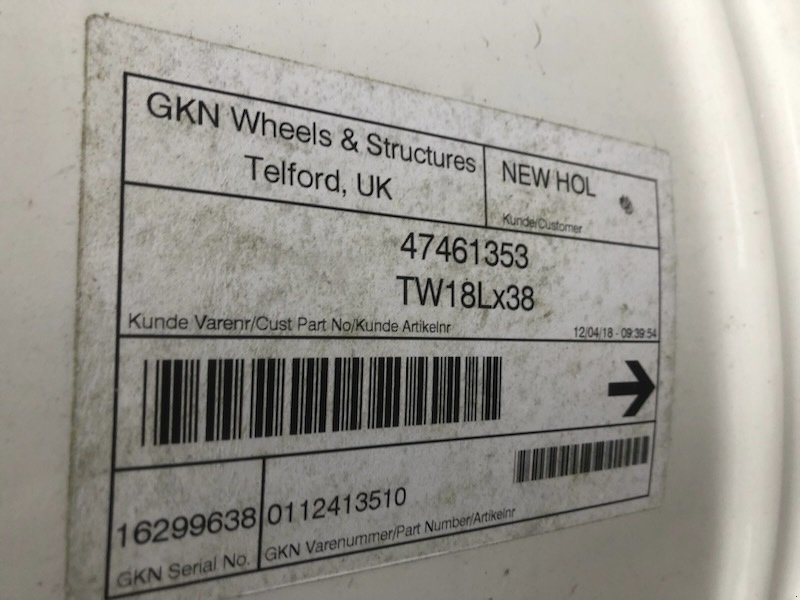 GKN Wheels & Structures
Telford, UK
NEW HOL
Kunde/Customer
47461353
TW18Lx38
Kunde Varenr/Cust Part No/Kunde Artikelnr
12/04/18 - 09:39:54
16299638
GKN Serial No.
0112413510
GKN Varenummer/Part Number/Artikelnr